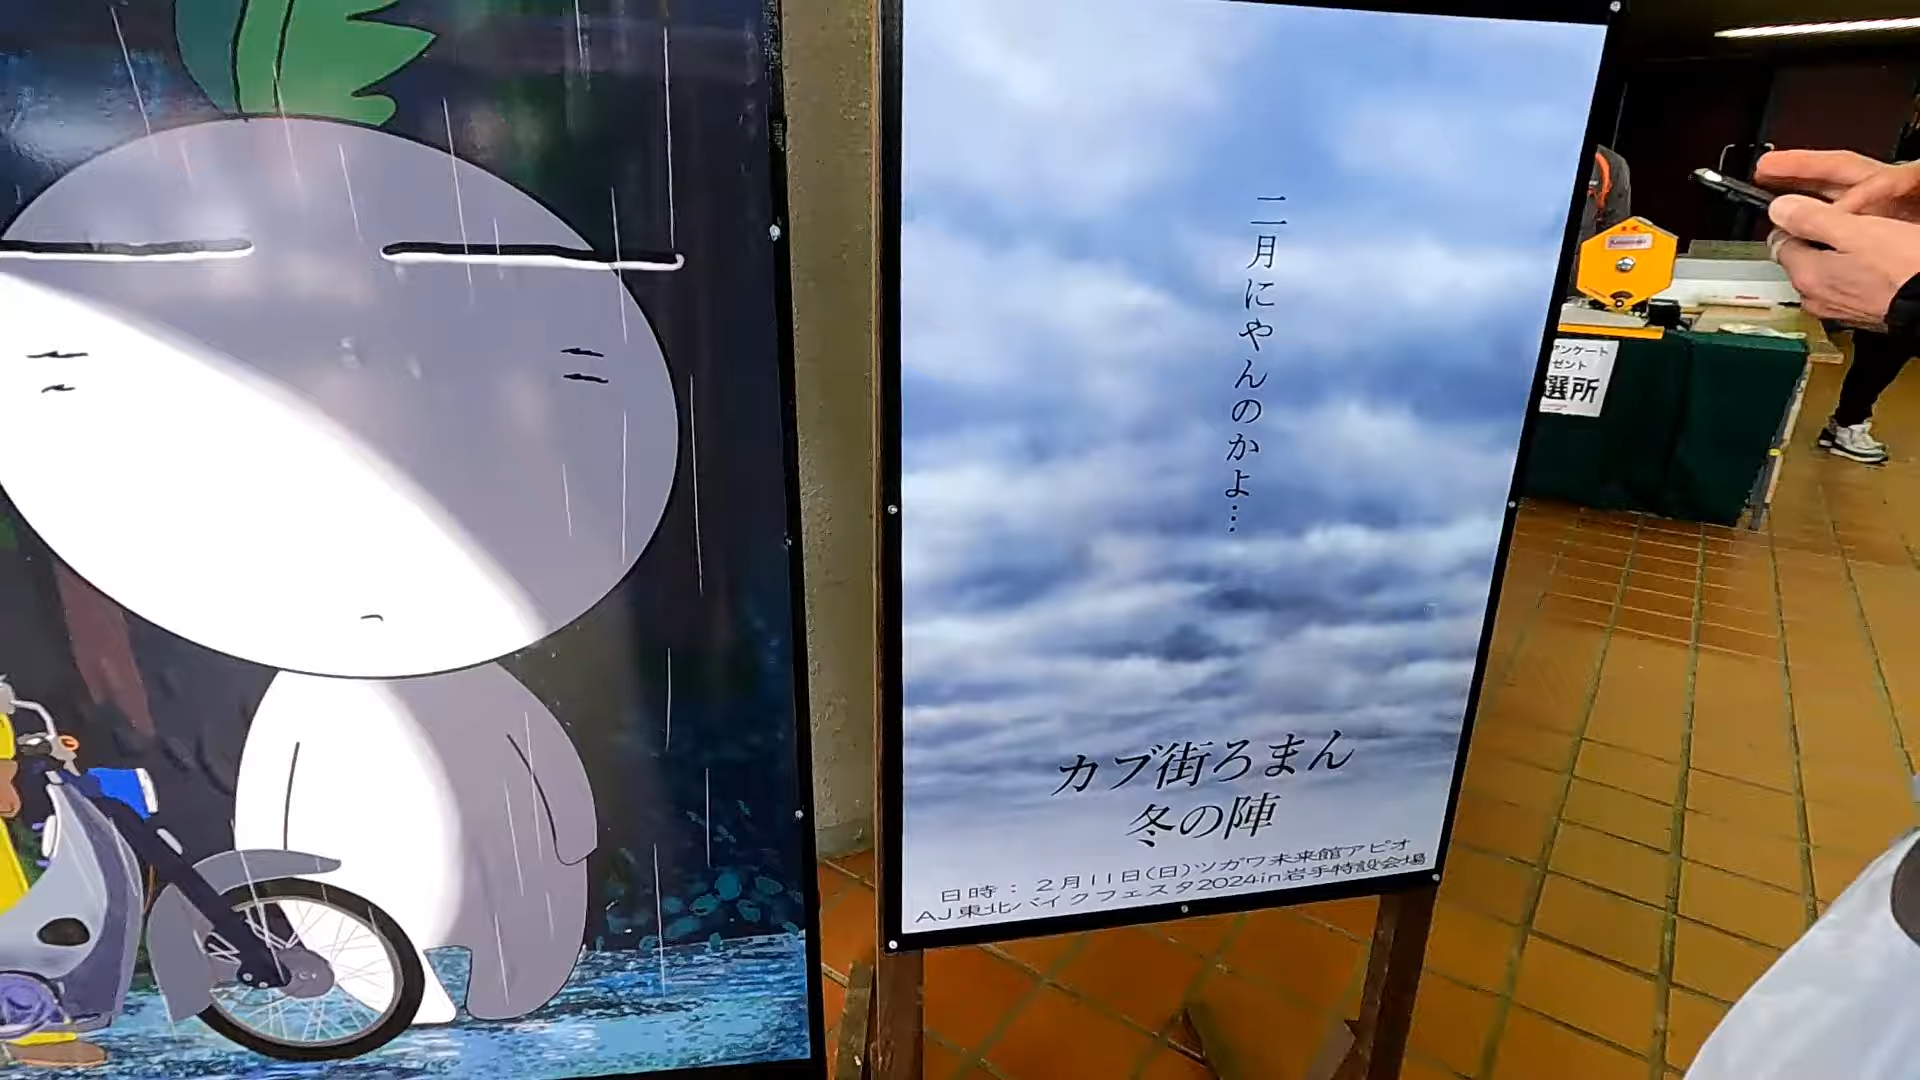 二月にやんのかよ…
カブ街ろまん
冬の陣
日時：２月１１日(日)ツガワ未来館アピオ
ＡＪ東北バイクフェスタ2024in岩手特設会場
アンケート
ゼント
選所